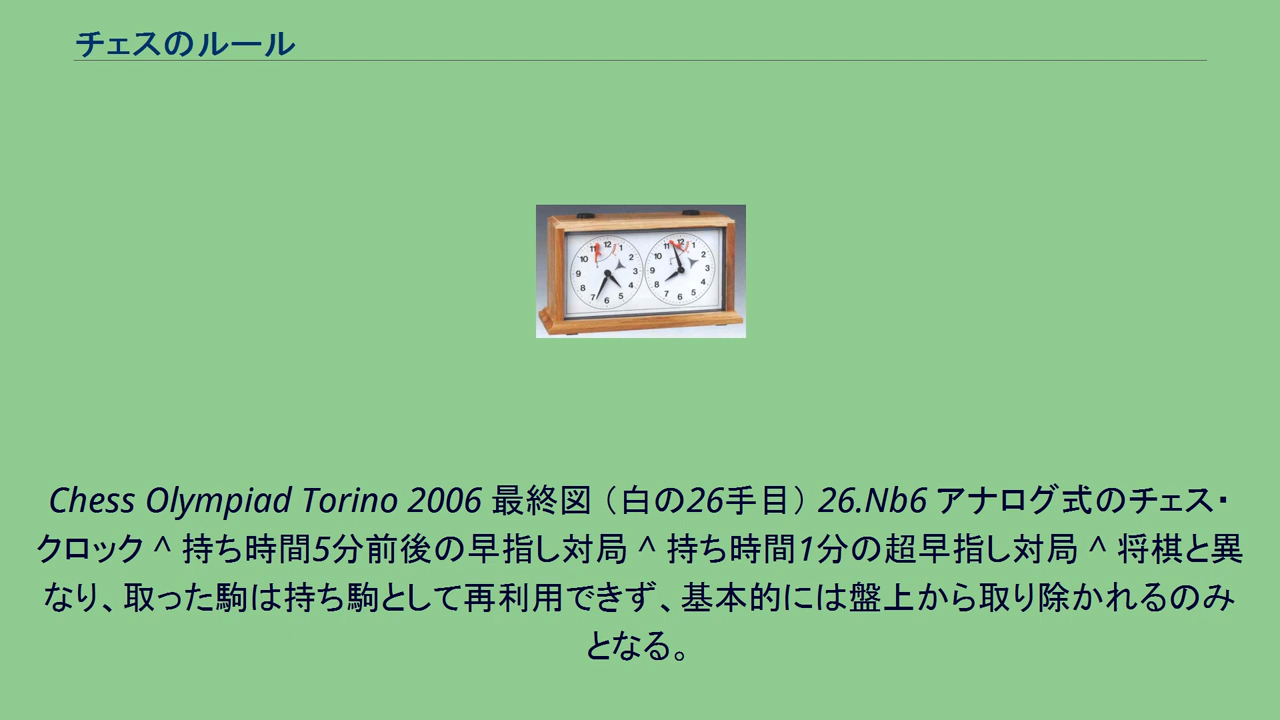 チェスのルール
Chess Olympiad Torino 2006 最終図（白の26手目）26.Nb6 アナログ式のチェス・
クロック ^ 持ち時間5分前後の早指し対局 ^ 持ち時間1分の超早指し対局 ^ 将棋と異
なり、取った駒は持ち駒として再利用できず、基本的には盤上から取り除かれるのみ
となる。